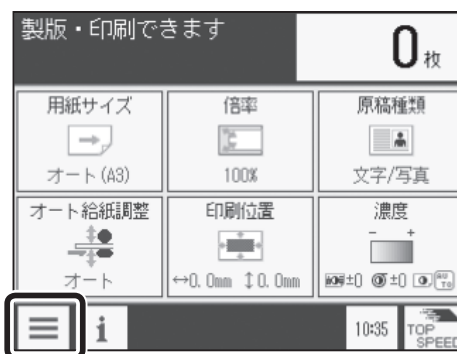 製版・印刷できます
0枚
用紙サイズ
オート(A3)
倍率
100%
原稿種類
文字/写真
オート給紙調整
オート
印刷位置
↔0.0mm ↕0.0mm
濃度
- +
±0 ±0 AUTO
i
10:35
TOP
SPEED